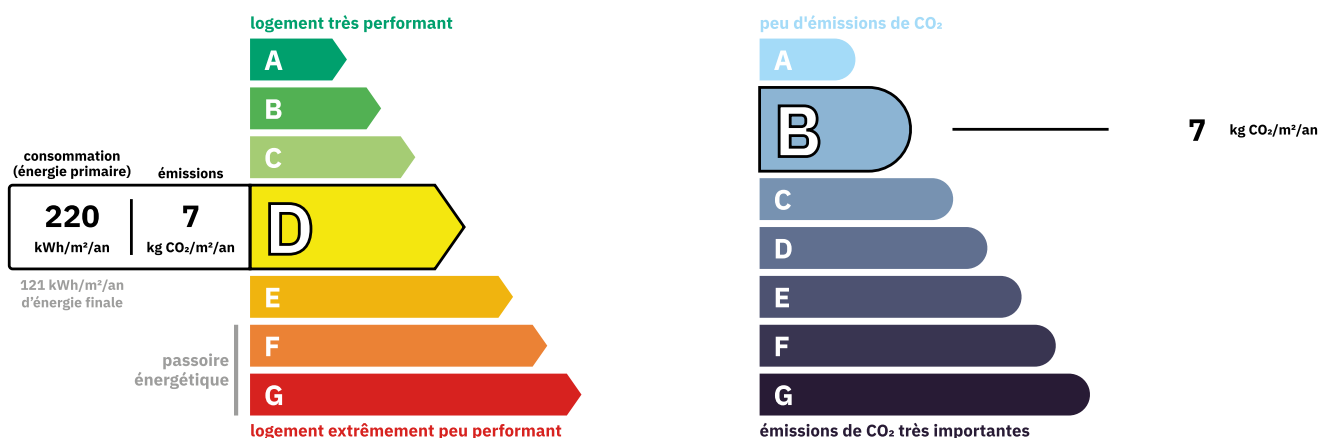 logement très performant
A
B
C
consommation
(énergie primaire)
émissions
220
kWh/m²/an
7
kg CO₂/m²/an
D
121 kWh/m²/an
d'énergie finale
E
passoire
énergétique
F
G
logement extrêmement peu performant
peu d'émissions de CO₂
A
B
7 kg CO₂/m²/an
C
D
E
F
G
émissions de CO₂ très importantes